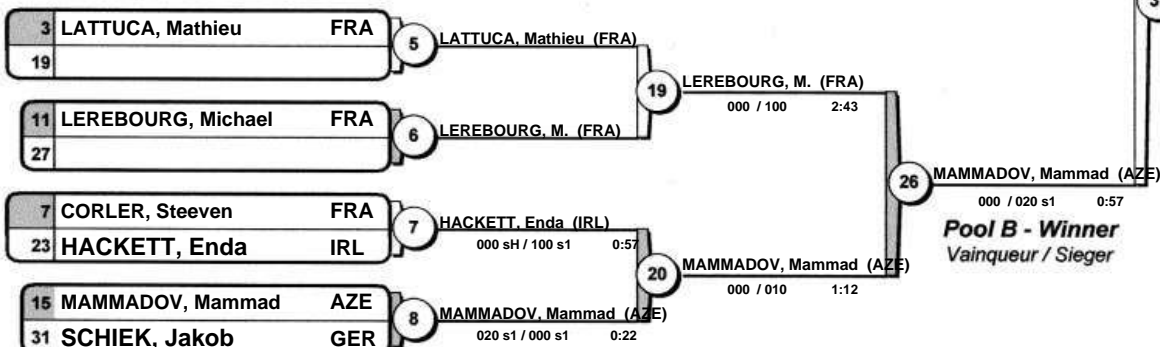 3 LATTUCA, Mathieu FRA
19
5
LATTUCA, Mathieu (FRA)
11 LEREBOURG, Michael FRA
27
6
LEREBOURG, M. (FRA)
19
LEREBOURG, M. (FRA)
000 / 100 2:43
7 CORLER, Steeven FRA
23 HACKETT, Enda IRL
7
HACKETT, Enda (IRL)
000 sH / 100 s1 0:57
15 MAMMADOV, Mammad AZE
31 SCHIEK, Jakob GER
8
MAMMADOV, Mammad (AZE)
020 s1 / 000 s1 0:22
20
MAMMADOV, Mammad (AZE)
000 / 010 1:12
26
MAMMADOV, Mammad (AZE)
000 / 020 s1 0:57
Pool B - Winner
Vainqueur / Sieger